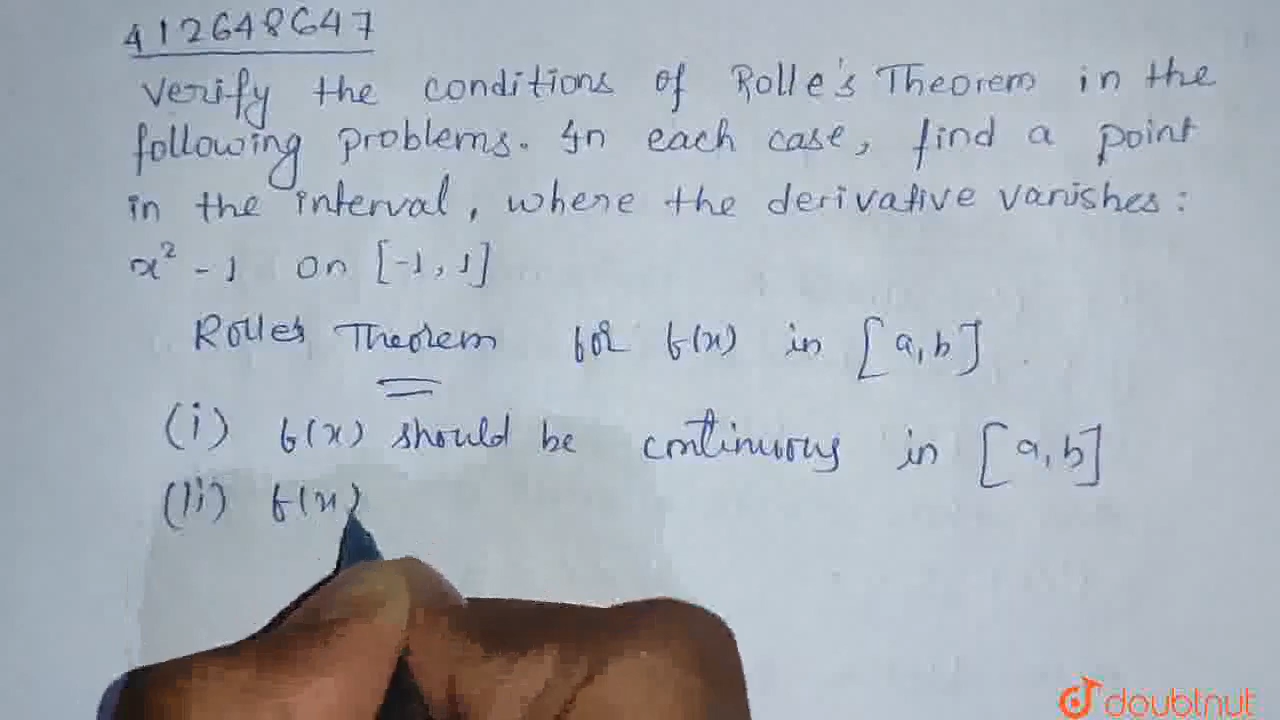 412648647
Verify the conditions of Rolle's Theorem in the
following problems. In each case, find a point
in the interval, where the derivative vanishes:
x² - 1 on [-1, 1]
Rolle's Theorem for f(x) in [a, b]
(i) f(x) should be continuous in [a, b]
(ii) f(x)
doubtnut